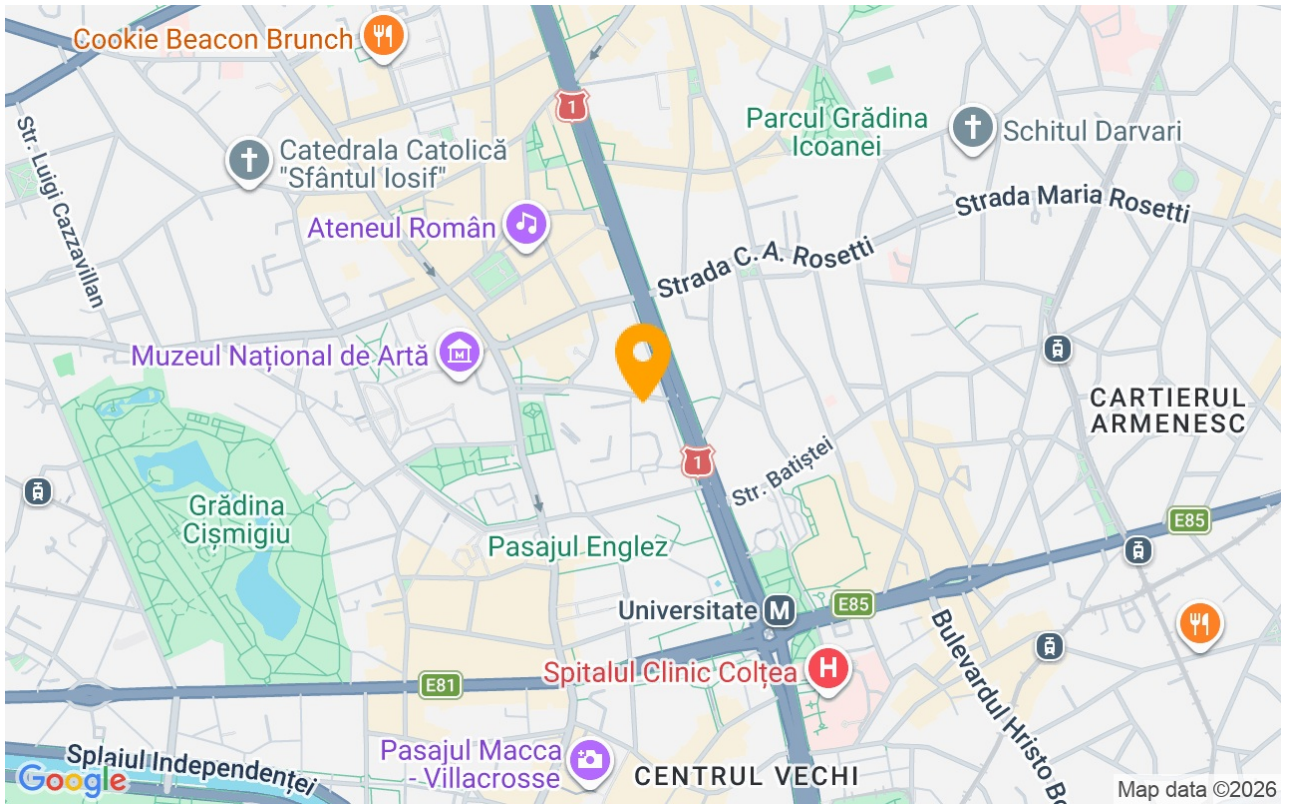 Cookie Beacon Brunch
1
Parcul Grădina
Icoanei
Schitul Darvari
Str. Luigi Cazzavillan
Catedrala Catolică
"Sfântul Iosif"
Strada Maria Rosetti
Ateneul Român
Strada C. A. Rosetti
Muzeul Național de Artă
M
CARTIERUL
ARMENESC
1
Str. Batiștei
Grădina
Cișmigiu
E85
Pasajul Englez
Universitate M
E85
Bulevardul Hristo Bo
Spitalul Clinic Colțea
H
E81
Splaiul Independenței
Pasajul Macca
- Villacrosse
CENTRUL VECHI
Google
Map data ©2026